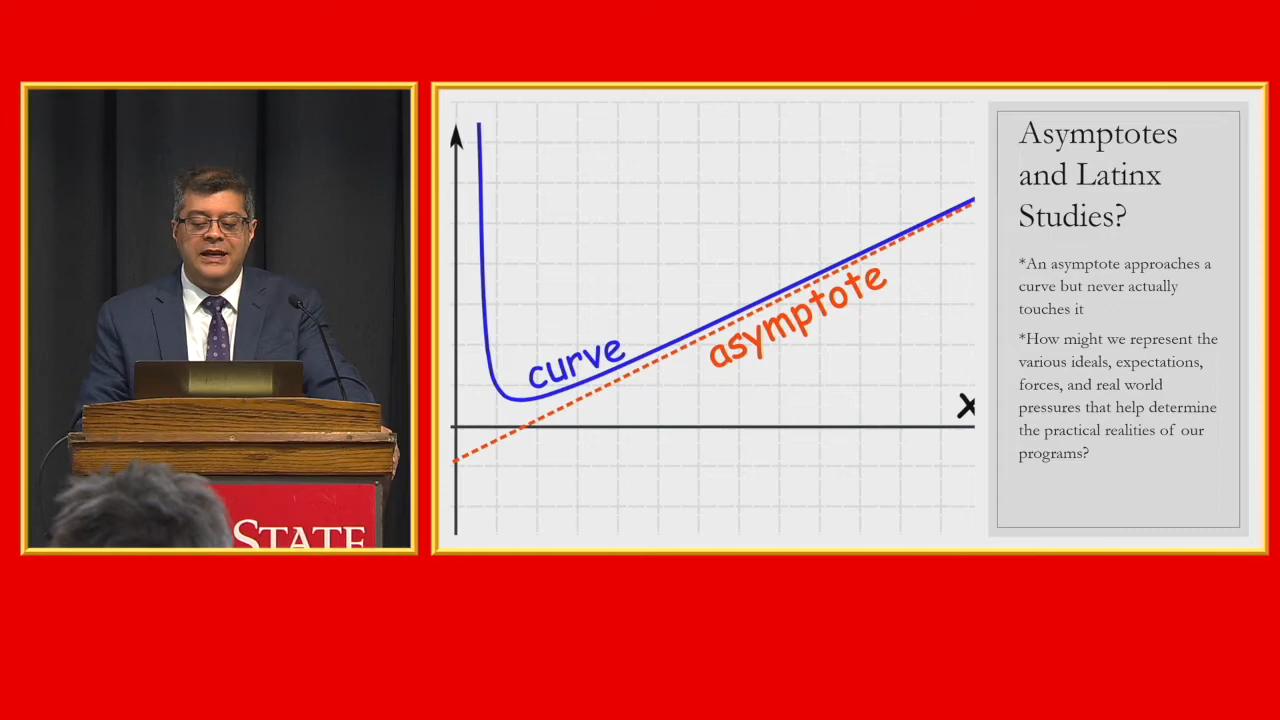 STATE
curve
asymptote
x
Asymptotes
and Latinx
Studies?
*An asymptote approaches a
curve but never actually
touches it
*How might we represent the
various ideals, expectations,
forces, and real world
pressures that help determine
the practical realities of our
programs?